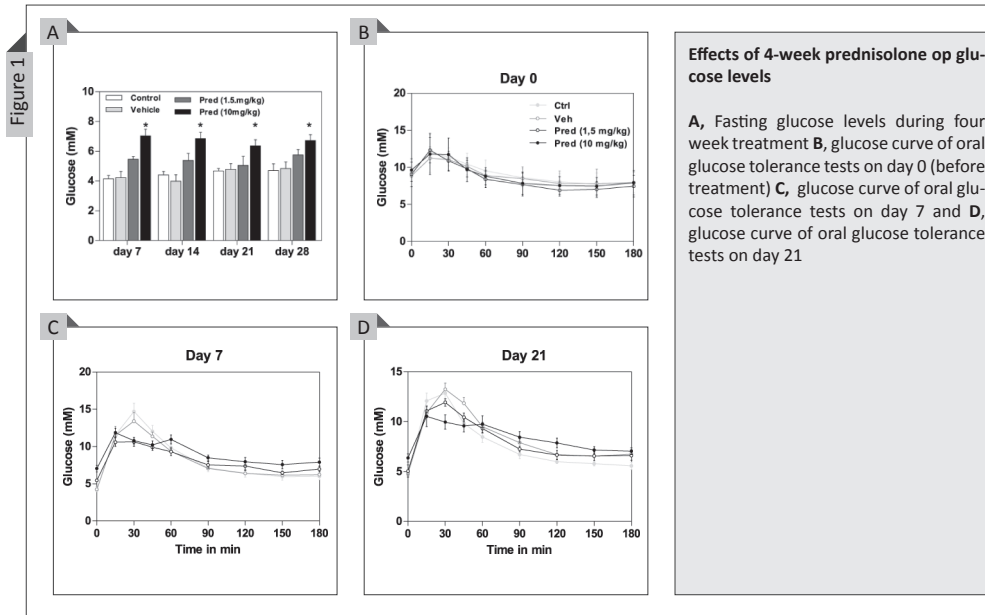 Figure 1
A
Glucose (mM)
10
8
6
4
2
0
Control
Vehicle
Pred (1.5.mg/kg)
Pred (10mg/kg)
* * * *
day 7 day 14 day 21 day 28
B
Day 0
Glucose (mM)
20
15
10
5
0
Ctrl
Veh
Pred (1,5 mg/kg)
Pred (10 mg/kg)
0 15 30 45 60 90 120 150 180
C
Day 7
Glucose (mM)
20
15
10
5
0
0 30 60 90 120 150 180
Time in min
D
Day 21
Glucose (mM)
15
10
5
0
0 30 60 90 120 150 180
Time in min
Effects of 4-week prednisolone op glu-
cose levels
A, Fasting glucose levels during four
week treatment B, glucose curve of oral
glucose tolerance tests on day 0 (before
treatment) C, glucose curve of oral glu-
cose tolerance tests on day 7 and D,
glucose curve of oral glucose tolerance
tests on day 21